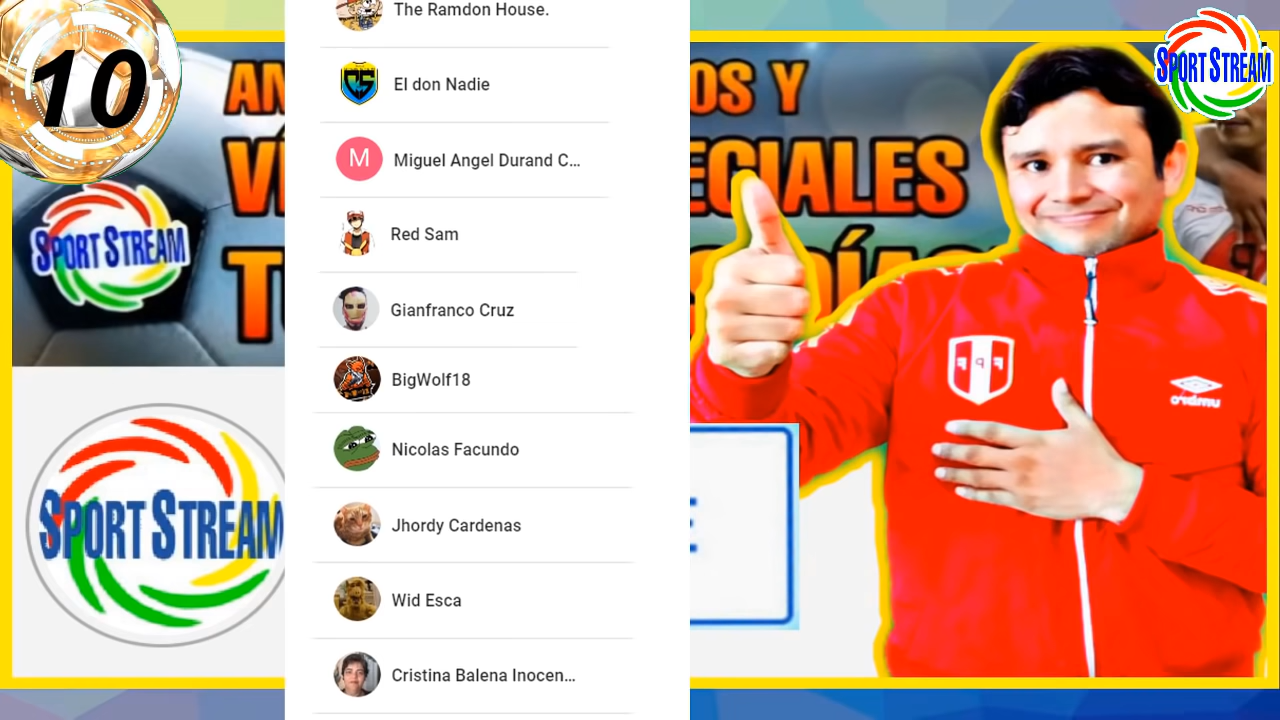 10
SPORT STREAM
The Ramdon House.
El don Nadie
M
Miguel Angel Durand C...
Red Sam
Gianfranco Cruz
BigWolf18
Nicolas Facundo
Jhordy Cardenas
Wid Esca
Cristina Balena Inocen...
OS Y
ECIALES
SPORT STREAM
SPORT STREAM
FPF
umbro